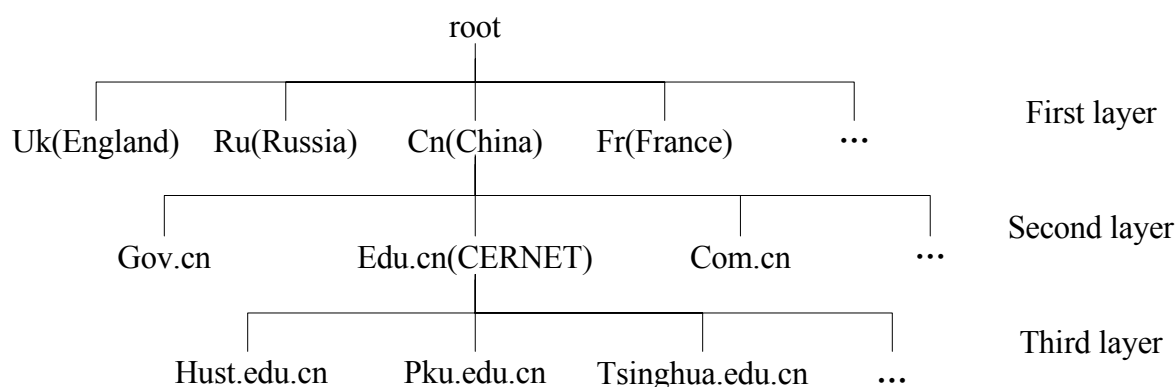 root
First layer
Uk(England) Ru(Russia) Cn(China) Fr(France) ...
Second layer
Gov.cn Edu.cn(CERNET) Com.cn ...
Third layer
Hust.edu.cn Pku.edu.cn Tsinghua.edu.cn ...